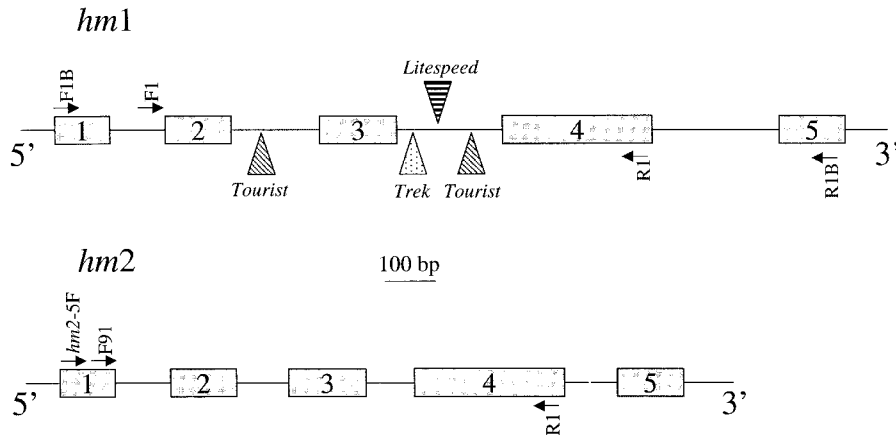 hm1
Litespeed
F1B
F1
1
2
3
4
5
5’
3’
Tourist
Trek
Tourist
R1
R1B
hm2
100 bp
hm2-5F
F91
1
2
3
4
5
5’
3’
R1